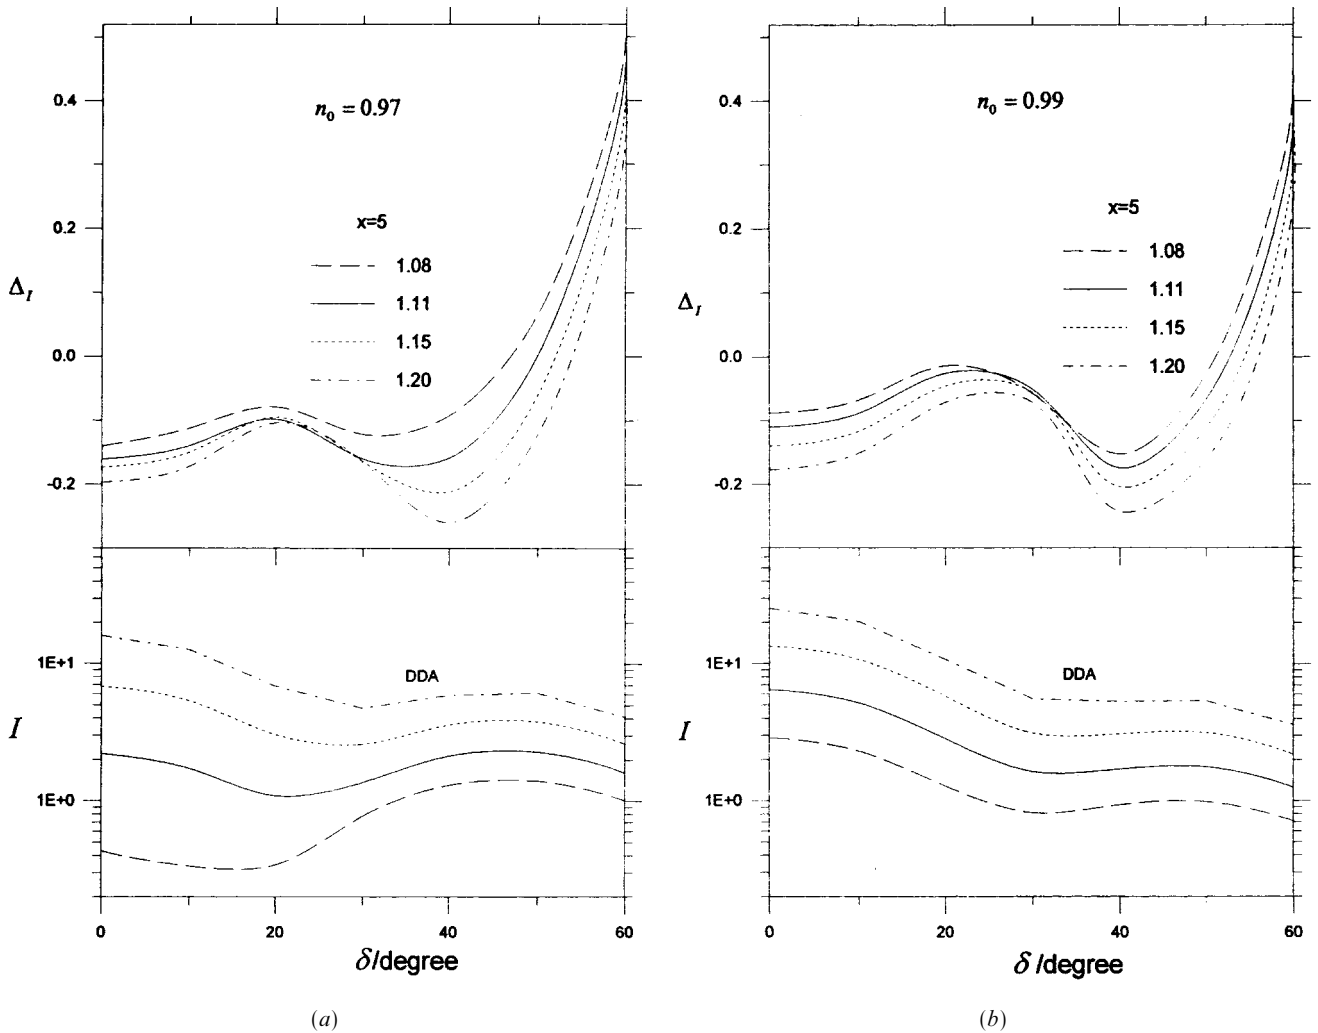 n₀ = 0.97
x=5
1.08
1.11
1.15
1.20
0.4
0.2
0.0
-0.2
Δ_I
DDA
1E+1
1E+0
I
0 20 40 60
δ/degree
(a)
n₀ = 0.99
x=5
1.08
1.11
1.15
1.20
0.4
0.2
0.0
-0.2
Δ_I
DDA
1E+1
1E+0
I
0 20 40 60
δ /degree
(b)